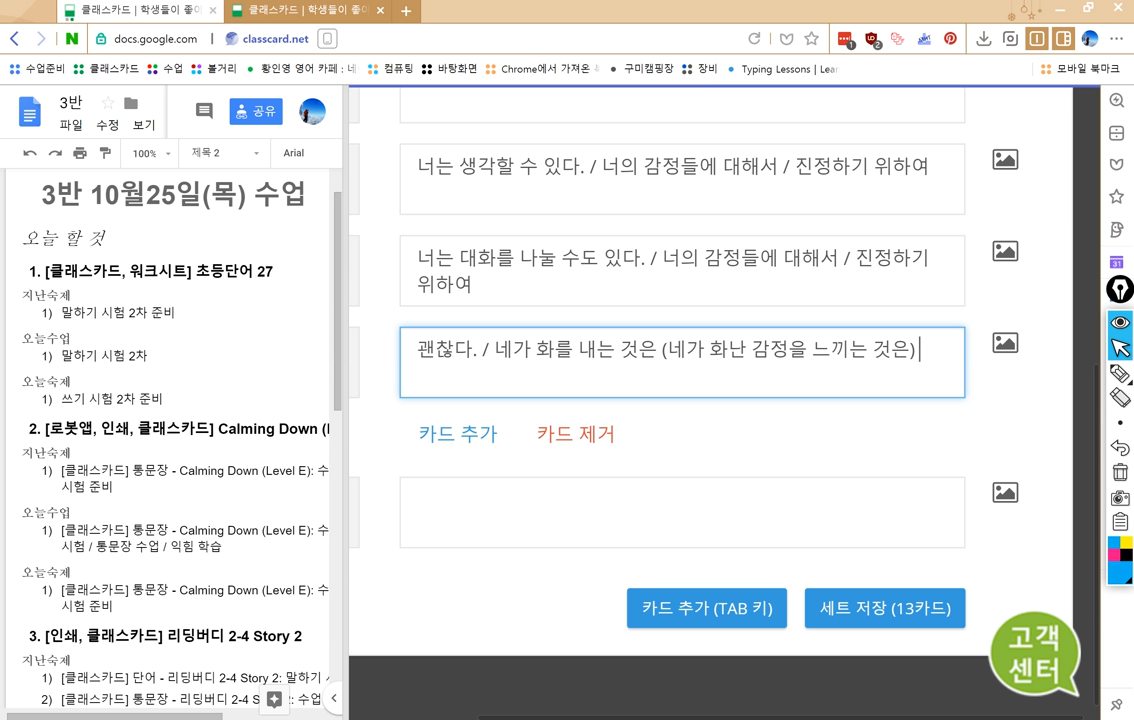 클래스카드 | 학생들이 좋아
클래스카드 | 학생들이 좋아
docs.google.com
classcard.net
수업준비
클래스카드
수업
볼거리
황인영 영어 카페 : 네
컴퓨팅
바탕화면
Chrome에서 가져온
구미캠핑장
장비
Typing Lessons | Lear
모바일 북마크
3반
파일 수정 보기
공유
100%
제목 2
Arial
3반 10월25일(목) 수업
오늘 할 것
1. [클래스카드, 워크시트] 초등단어 27
지난숙제
1) 말하기 시험 2차 준비
오늘수업
1) 말하기 시험 2차
오늘숙제
1) 쓰기 시험 2차 준비
2. [로봇앱, 인쇄, 클래스카드] Calming Down (
지난숙제
1) [클래스카드] 통문장 - Calming Down (Level E): 수
시험 준비
오늘수업
1) [클래스카드] 통문장 - Calming Down (Level E): 수
시험 / 통문장 수업 / 익힘 학습
오늘숙제
1) [클래스카드] 통문장 - Calming Down (Level E): 수
시험 준비
3. [인쇄, 클래스카드] 리딩버디 2-4 Story 2
지난숙제
1) [클래스카드] 단어 - 리딩버디 2-4 Story 2: 말하기
2) [클래스카드] 통문장 - 리딩버디 2-4 S 2: 수업
너는 생각할 수 있다. / 너의 감정들에 대해서 / 진정하기 위하여
너는 대화를 나눌 수도 있다. / 너의 감정들에 대해서 / 진정하기
위하여
괜찮다. / 네가 화를 내는 것은 (네가 화난 감정을 느끼는 것은)
카드 추가 카드 제거
카드 추가 (TAB 키)
세트 저장 (13카드)
고객
센터
1
2
31